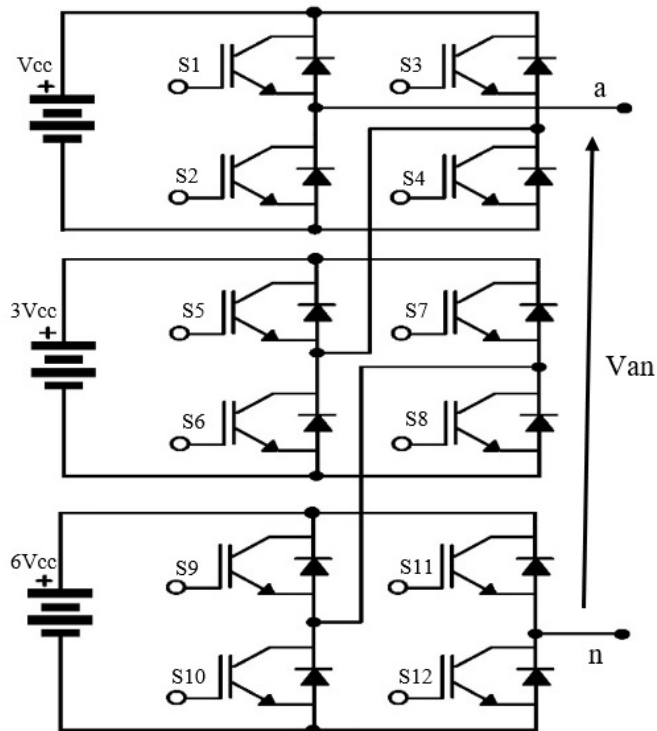 Vcc
+
S1
S3
a
S2
S4
3Vcc
+
S5
S7
Van
S6
S8
6Vcc
+
S9
S11
n
S10
S12